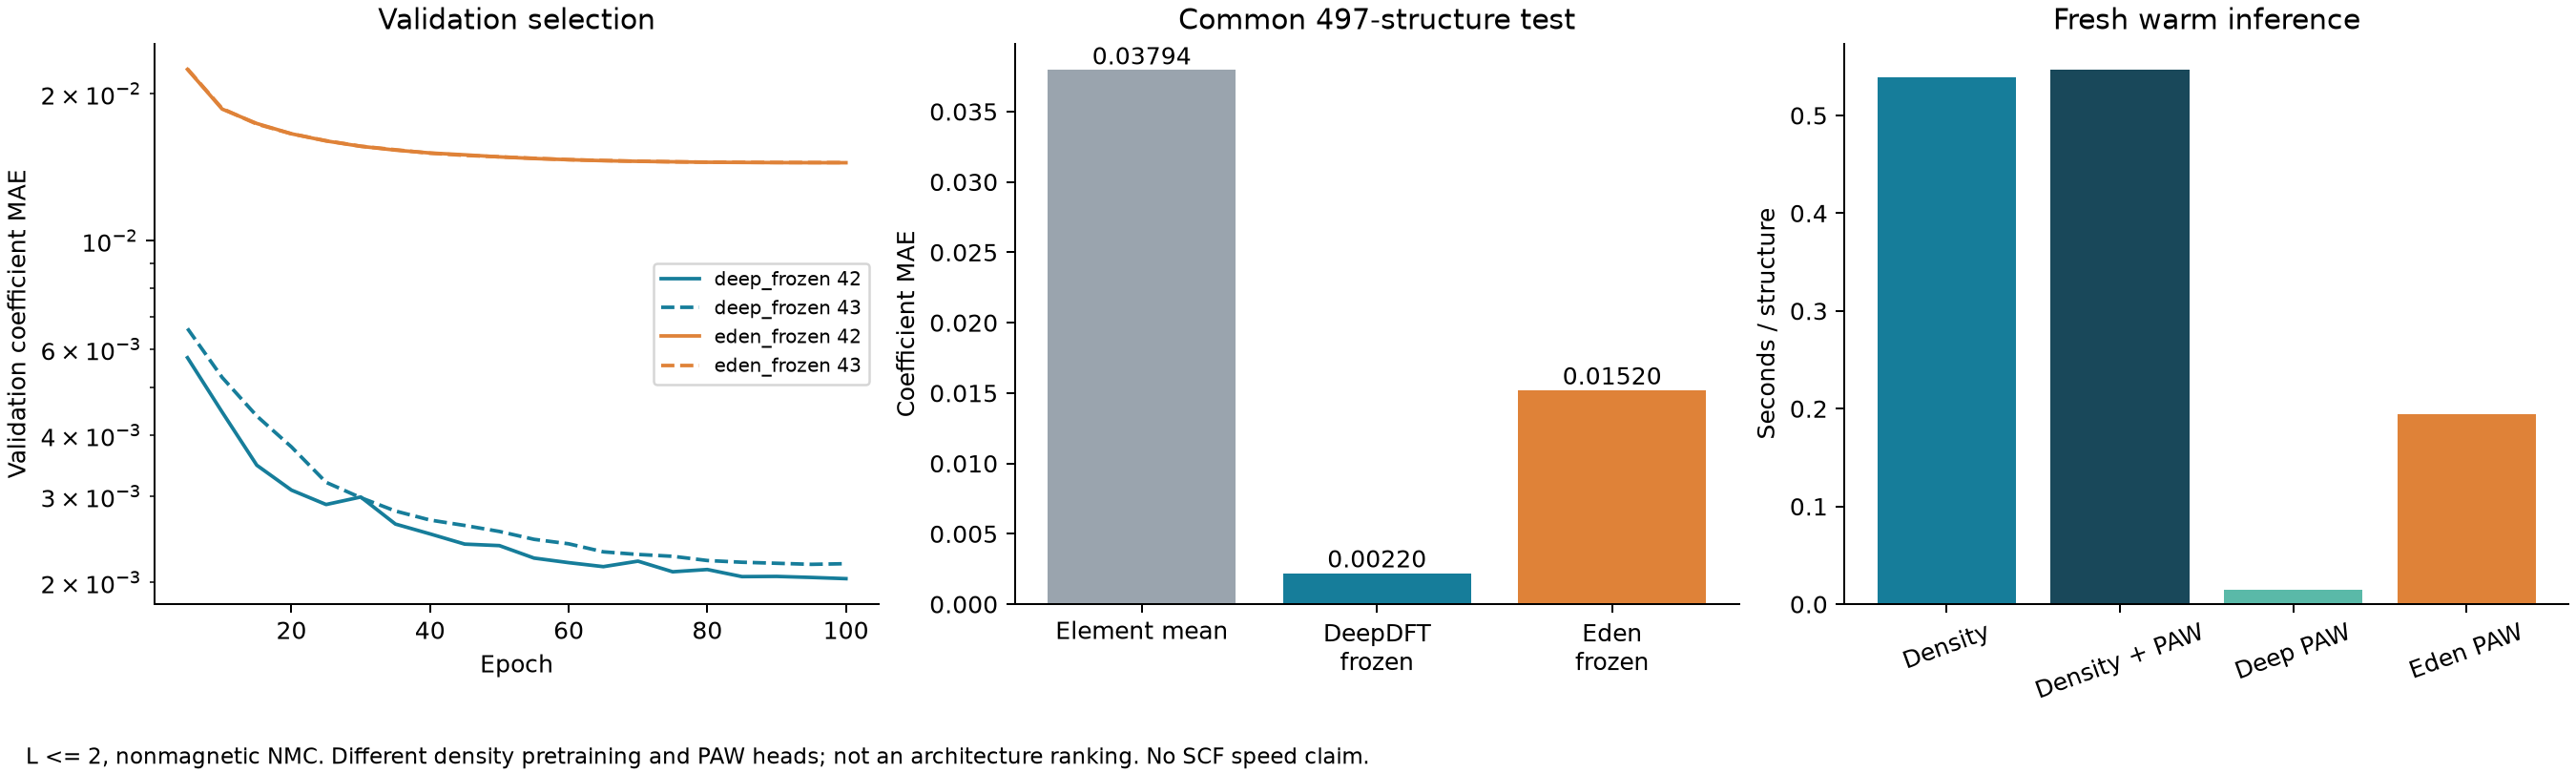 Validation selection
Validation coefficient MAE
2 × 10⁻²
10⁻²
6 × 10⁻³
4 × 10⁻³
3 × 10⁻³
2 × 10⁻³
20 40 60 80 100
Epoch
deep_frozen 42
deep_frozen 43
eden_frozen 42
eden_frozen 43
Common 497-structure test
Coefficient MAE
0.035
0.030
0.025
0.020
0.015
0.010
0.005
0.000
0.03794
0.00220
0.01520
Element mean
DeepDFT
frozen
Eden
frozen
Fresh warm inference
Seconds / structure
0.5
0.4
0.3
0.2
0.1
0.0
Density
Density + PAW
Deep PAW
Eden PAW
L <= 2, nonmagnetic NMC. Different density pretraining and PAW heads; not an architecture ranking. No SCF speed claim.